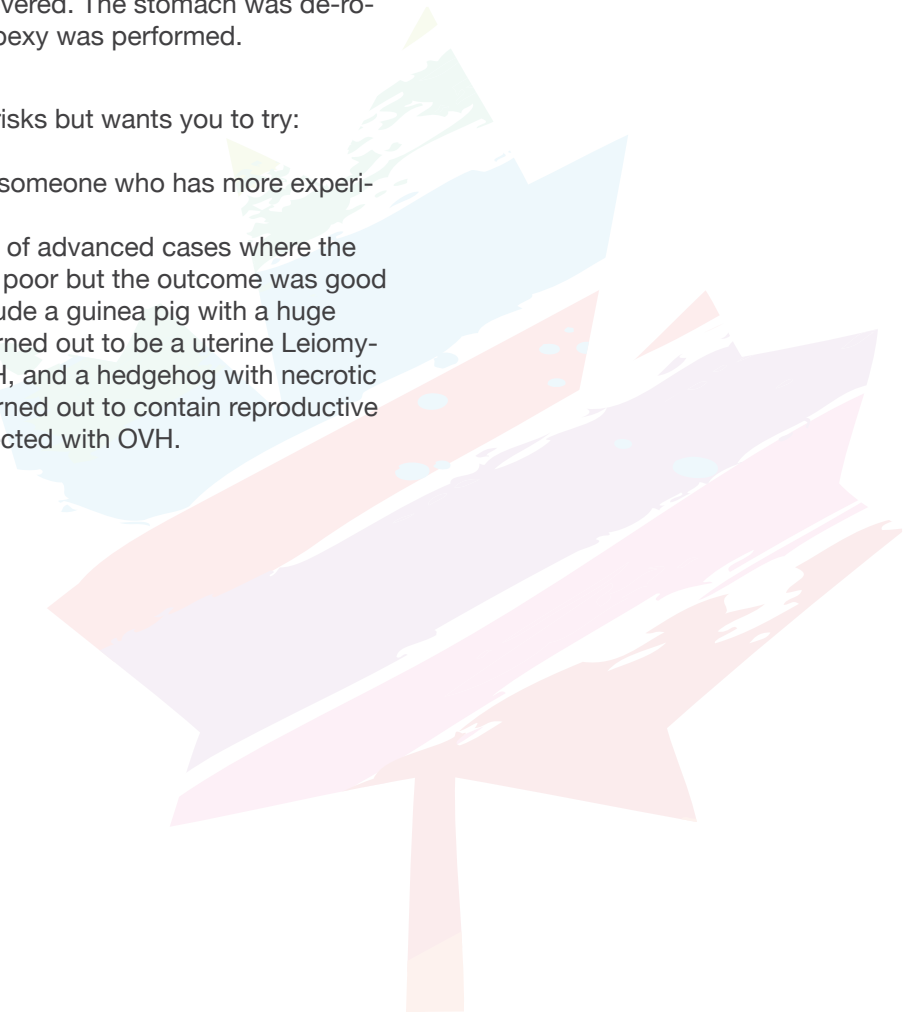 vered. The stomach was de-ro-
pexy was performed.
risks but wants you to try:
someone who has more experi-
of advanced cases where the
poor but the outcome was good
ude a guinea pig with a huge
rned out to be a uterine Leiomy-
H, and a hedgehog with necrotic
rned out to contain reproductive
cted with OVH.